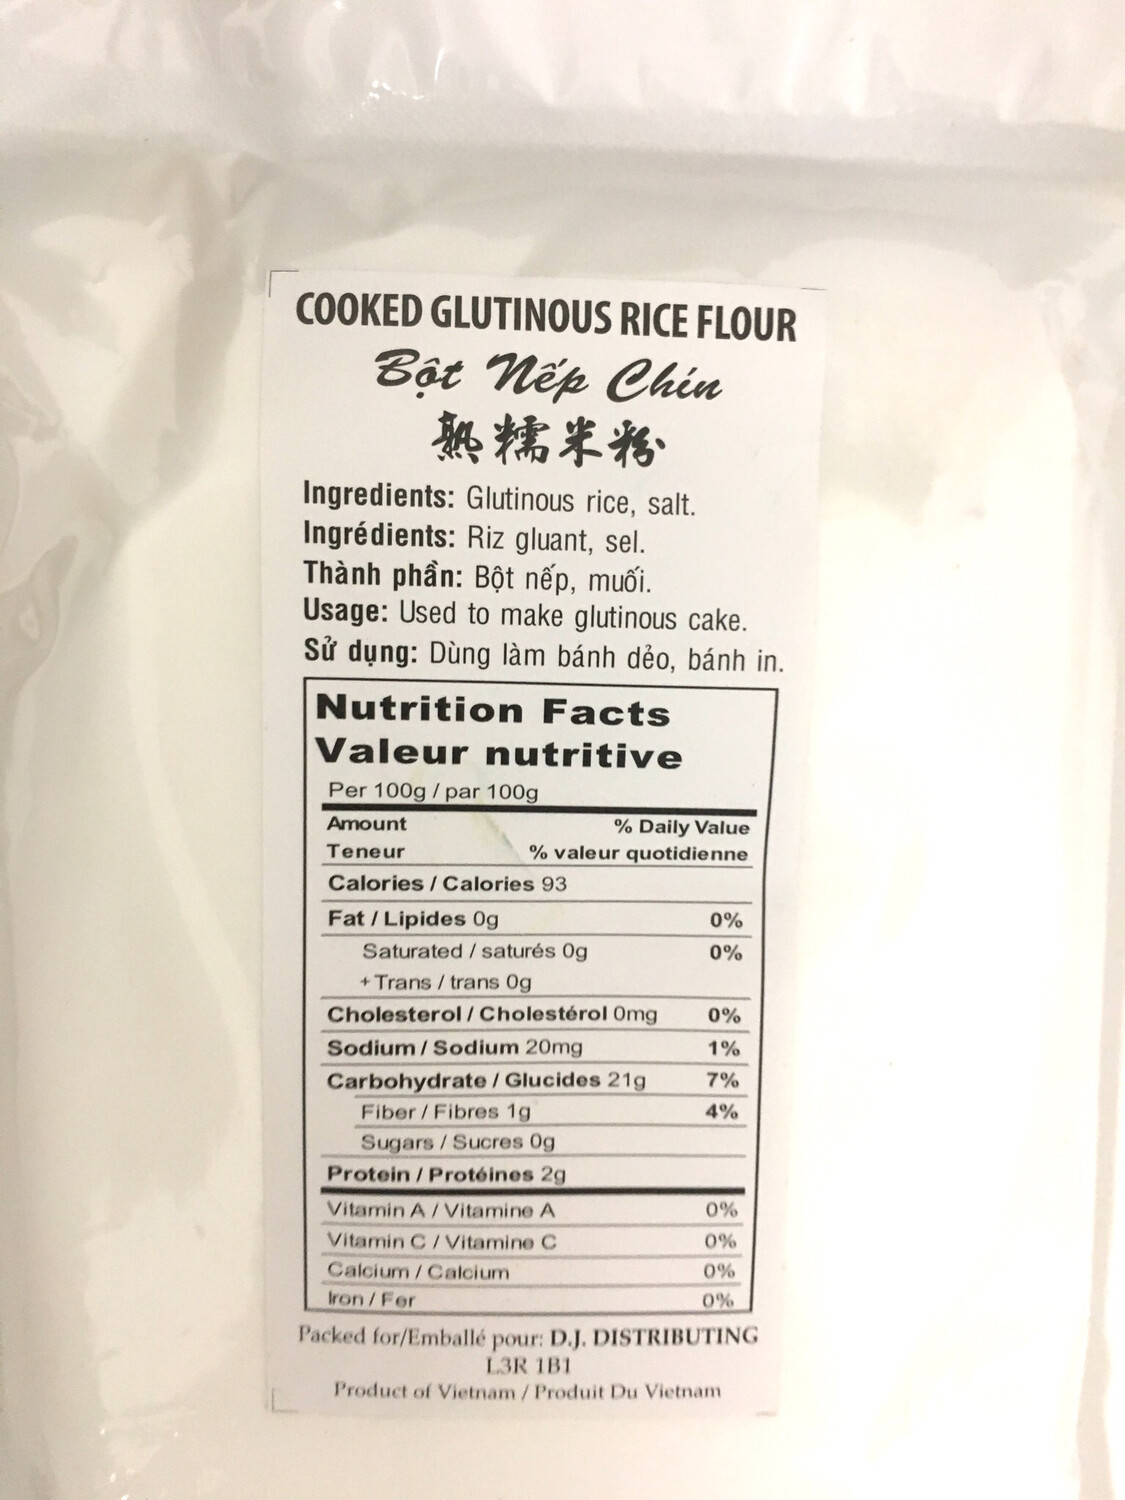 COOKED GLUTINOUS RICE FLOUR
Bột Nếp Chín
熟糯米粉
Ingredients: Glutinous rice, salt.
Ingrédients: Riz gluant, sel.
Thành phần: Bột nếp, muối.
Usage: Used to make glutinous cake.
Sử dụng: Dùng làm bánh dẻo, bánh in.
Nutrition Facts
Valeur nutritive
Per 100g / par 100g
Amount % Daily Value
Teneur % valeur quotidienne
Calories / Calories 93
Fat / Lipides 0g 0%
Saturated / saturés 0g 0%
+ Trans / trans 0g
Cholesterol / Cholestérol 0mg 0%
Sodium / Sodium 20mg 1%
Carbohydrate / Glucides 21g 7%
Fiber / Fibres 1g 4%
Sugars / Sucres 0g
Protein / Protéines 2g
Vitamin A / Vitamine A 0%
Vitamin C / Vitamine C 0%
Calcium / Calcium 0%
Iron / Fer 0%
Packed for/Emballé pour: D.J. DISTRIBUTING
L3R 1B1
Product of Vietnam / Produit Du Vietnam